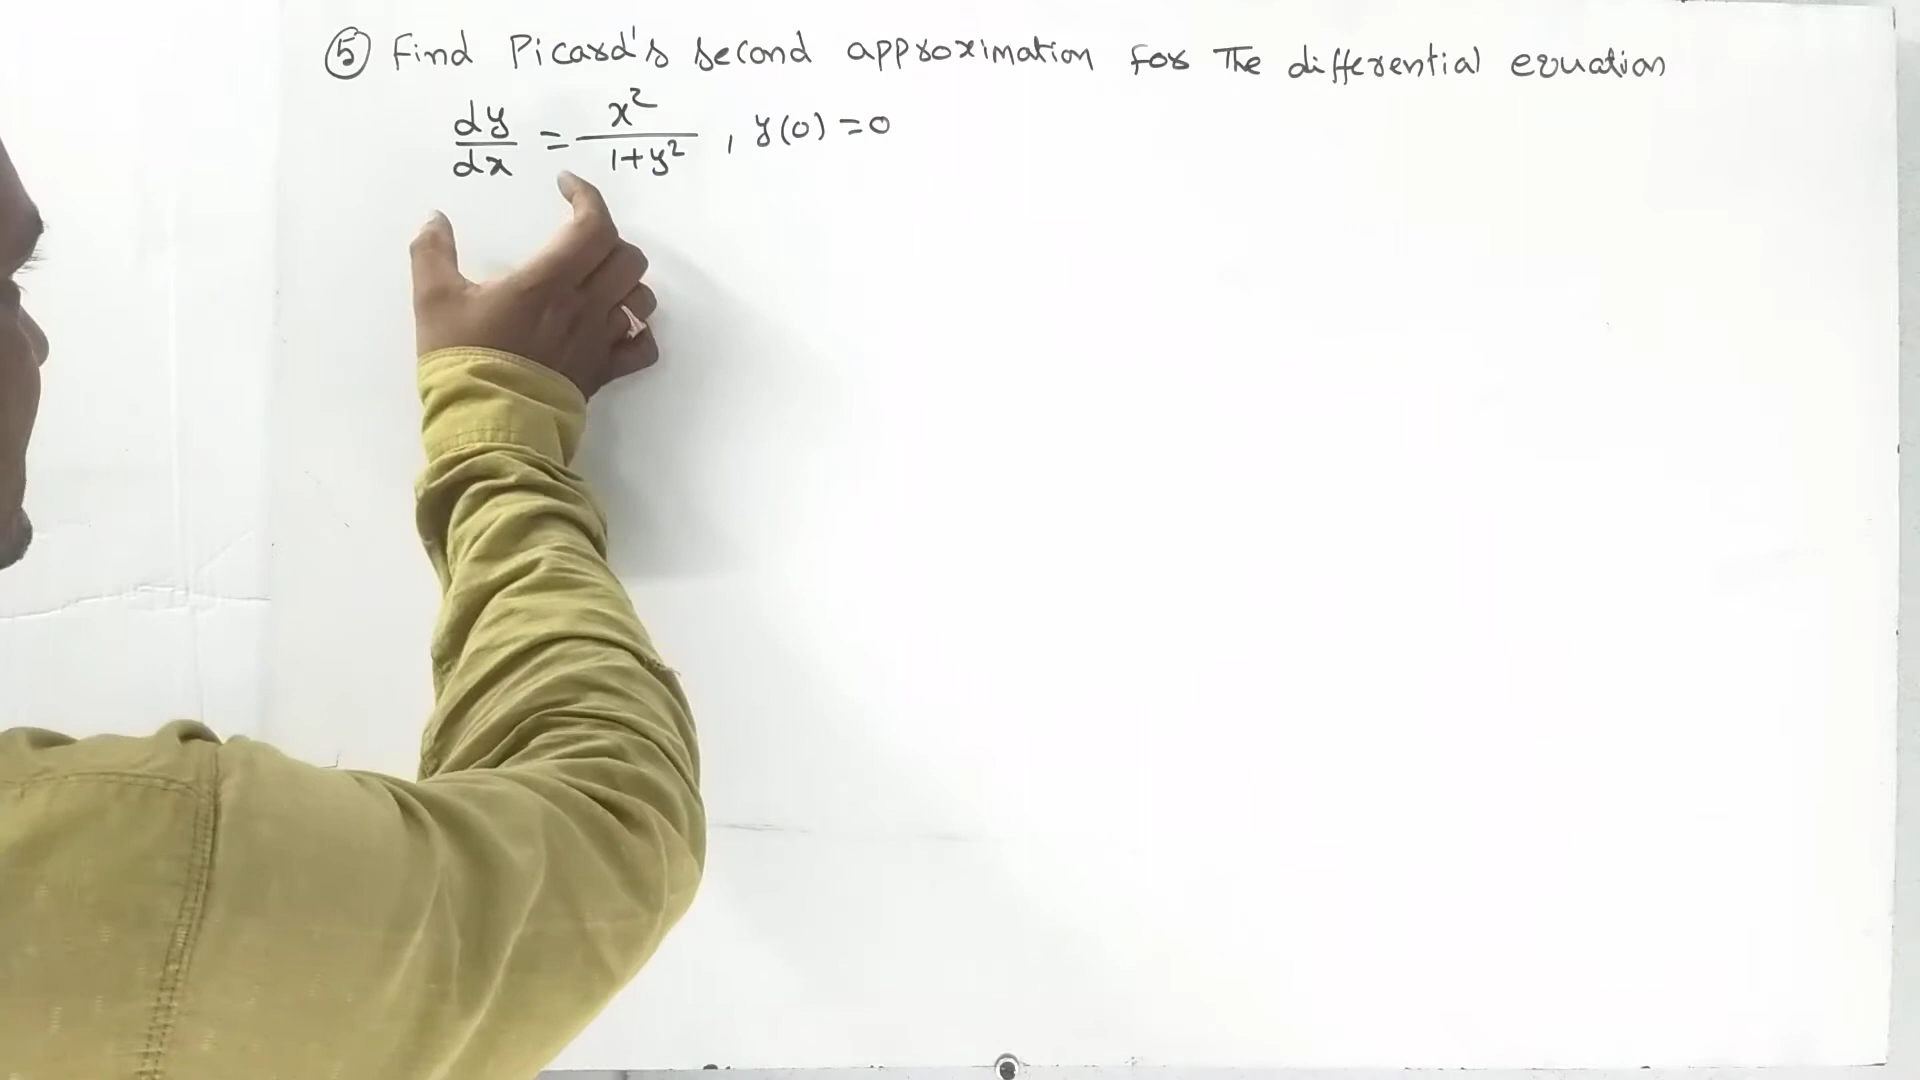 ⑤ Find Picard's second approximation for The differential equation
dy/dx = x²/1+y² , y(0) =0